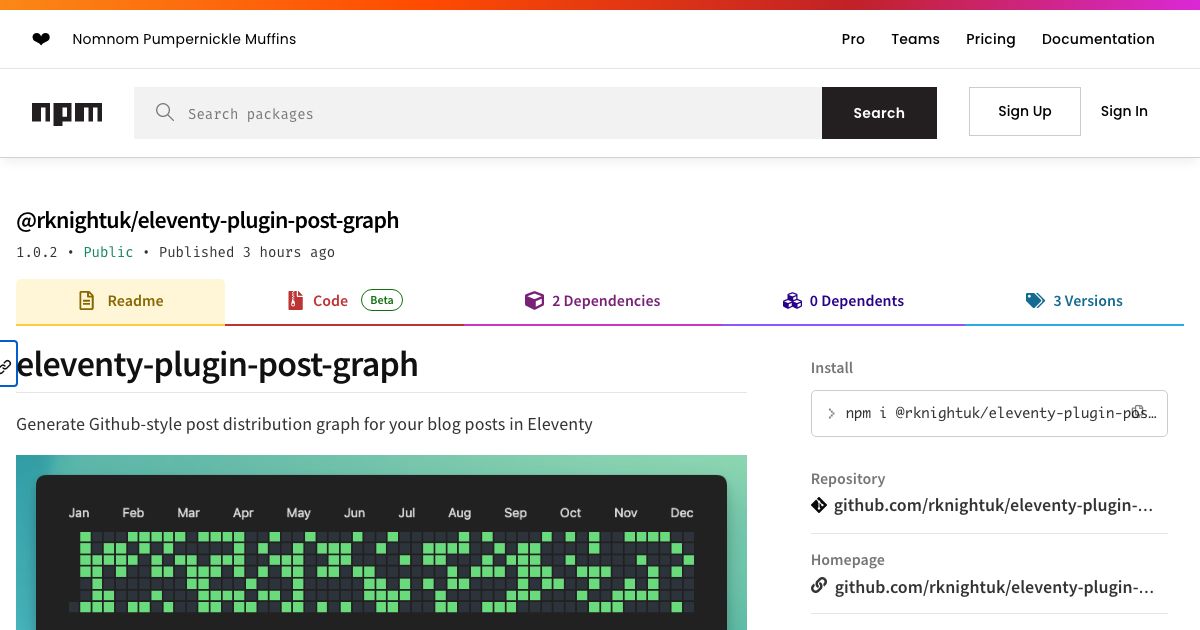 Nomnom Pumpernickle Muffins
Pro Teams Pricing Documentation
npm
Search packages
Search
Sign Up
Sign In
@rknightuk/eleventy-plugin-post-graph
1.0.2 • Public • Published 3 hours ago
Readme
Code Beta
2 Dependencies
0 Dependents
3 Versions
eleventy-plugin-post-graph
Generate Github-style post distribution graph for your blog posts in Eleventy
Jan Feb Mar Apr May Jun Jul Aug Sep Oct Nov Dec
Install
npm i @rknightuk/eleventy-plugin-pos…
Repository
github.com/rknightuk/eleventy-plugin-…
Homepage
github.com/rknightuk/eleventy-plugin-…